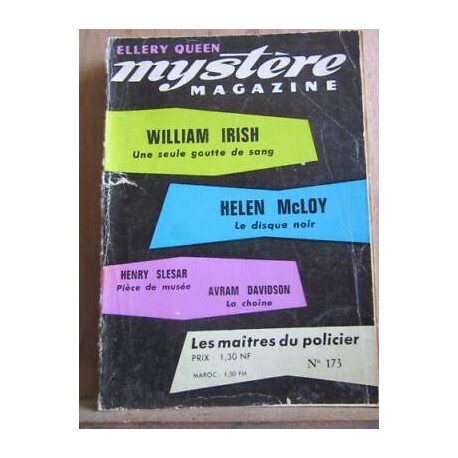 ELLERY QUEEN
mystère
MAGAZINE
WILLIAM IRISH
Une seule goutte de sang
HELEN McLOY
Le disque noir
HENRY SLESAR
Pièce de musée
AVRAM DAVIDSON
La chaîne
Les maîtres du policier
PRIX - 1,30 NF
N° 173
MAROC - 1,50 FM